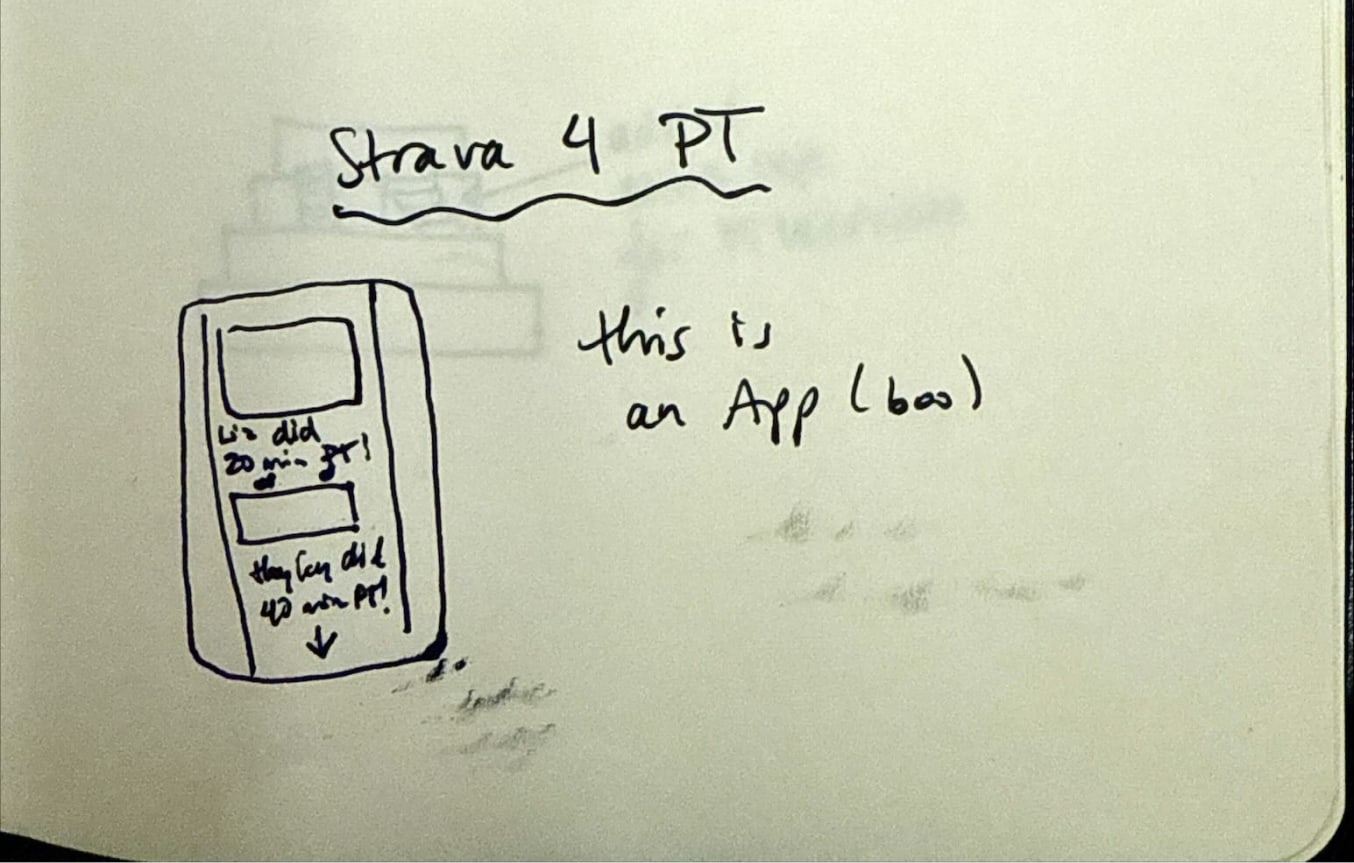 Strava 4 PT
this is
an App (boo)
Liz did
20 min PT!
did
40 min PT!